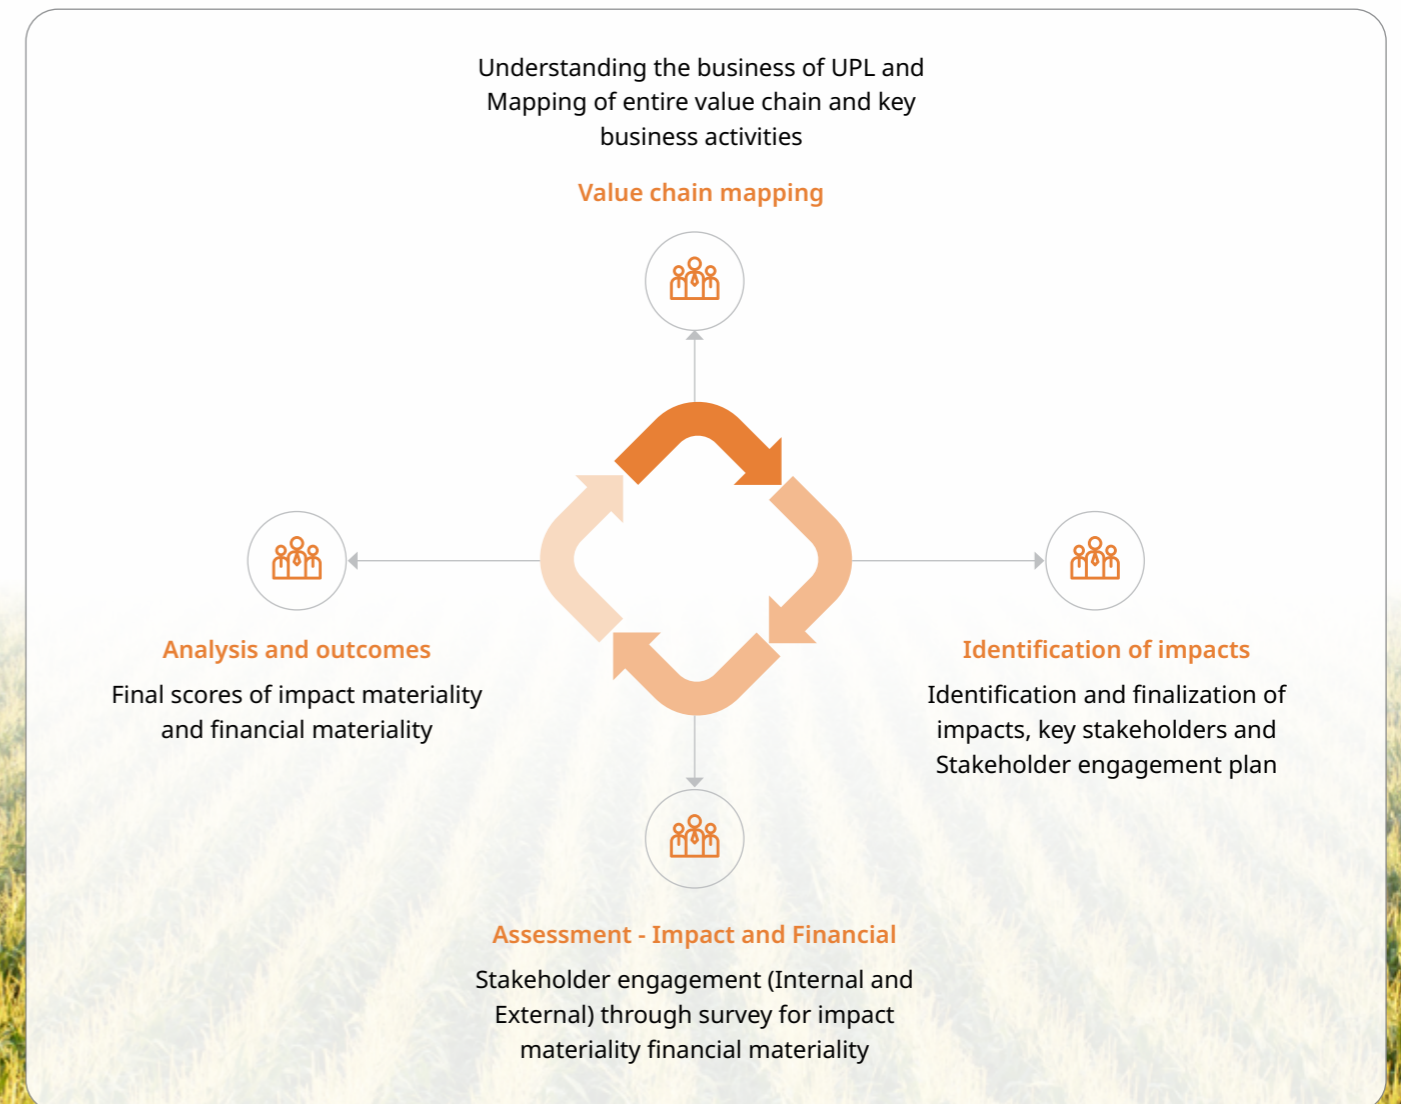 Understanding the business of UPL and
Mapping of entire value chain and key
business activities
Value chain mapping
Analysis and outcomes
Final scores of impact materiality
and financial materiality
Identification of impacts
Identification and finalization of
impacts, key stakeholders and
Stakeholder engagement plan
Assessment - Impact and Financial
Stakeholder engagement (Internal and
External) through survey for impact
materiality financial materiality